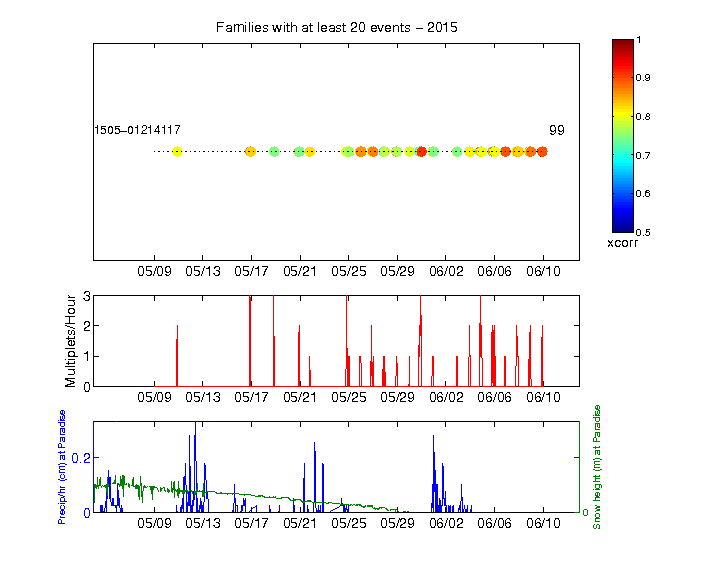 Families with at least 20 events – 2015
1505–01214117
99
05/09 05/13 05/17 05/21 05/25 05/29 06/02 06/06 06/10
1
0.9
0.8
0.7
0.6
0.5
xcorr
Multiplets/Hour
3
2
1
0
05/09 05/13 05/17 05/21 05/25 05/29 06/02 06/06 06/10
Precip/hr (cm) at Paradise
0.2
0
05/09 05/13 05/17 05/21 05/25 05/29 06/02 06/06 06/10
0
Snow height (m) at Paradise